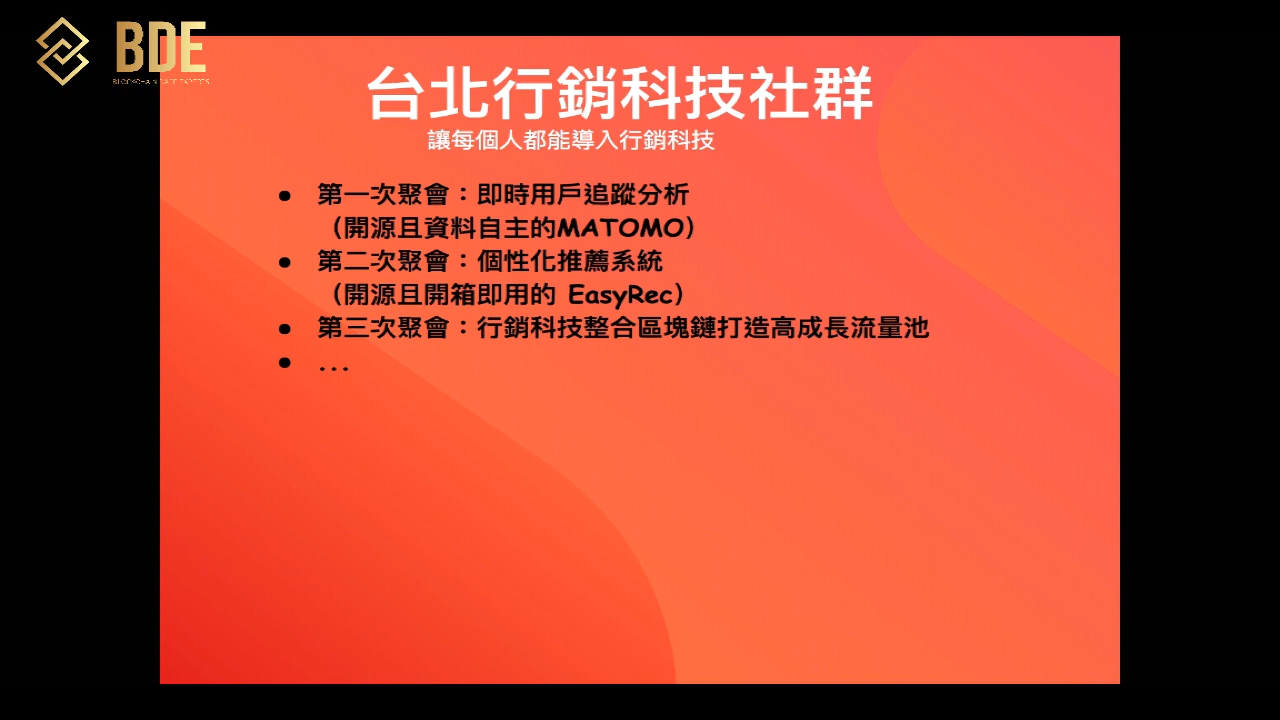 BDE
台北行銷科技社群
讓每個人都能導入行銷科技
● 第一次聚會：即時用戶追蹤分析
（開源且資料自主的MATOMO）
● 第二次聚會：個性化推薦系統
（開源且開箱即用的 EasyRec）
● 第三次聚會：行銷科技整合區塊鏈打造高成長流量池
● ...